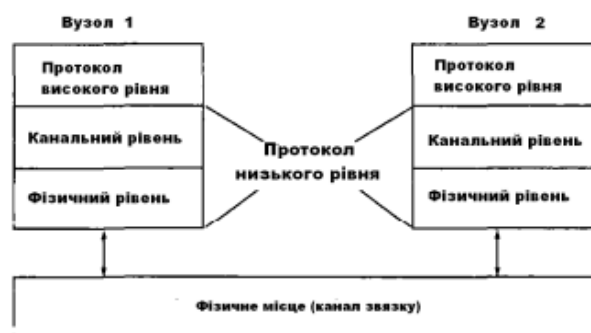 Вузол 1
Вузол 2
Протокол
високого рівня
Канальний рівень
Фізичний рівень
Протокол
низького рівня
Протокол
високого рівня
Канальний рівень
Фізичний рівень
Фізичне місце (канал звязку)